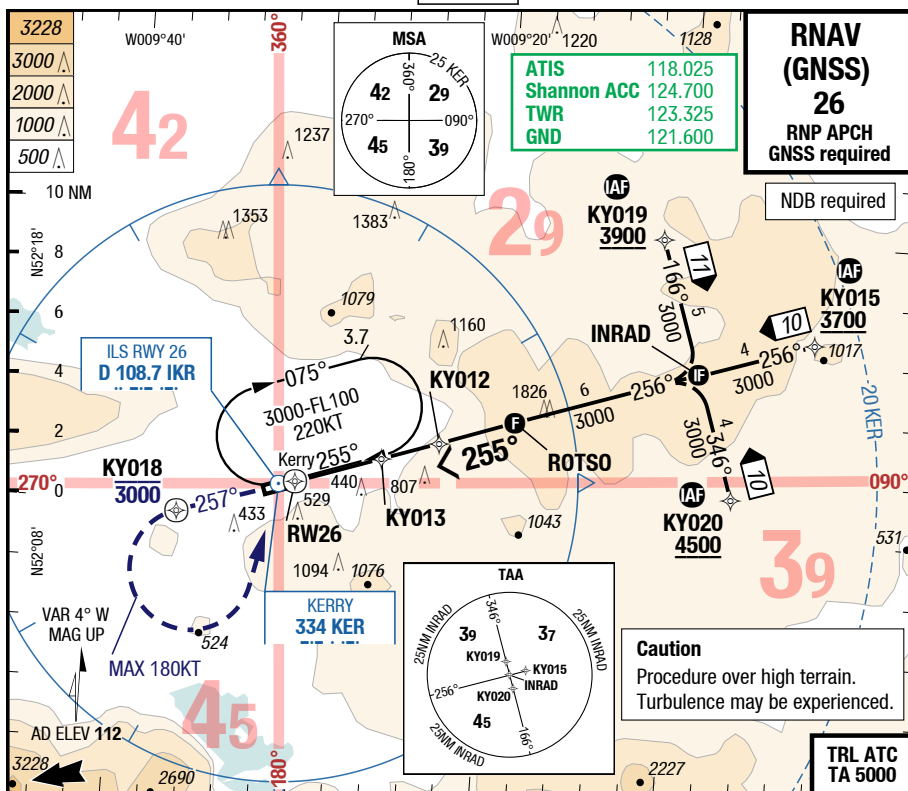 3228
3000
2000
1000
500
W009°40'
360°
W009°20'
1220
1128
RNAV
(GNSS)
26
RNP APCH
GNSS required
NDB required
MSA
25 KER
360°
42
29
270°
090°
45
39
180°
ATIS 118.025
Shannon ACC 124.700
TWR 123.325
GND 121.600
42
1237
10 NM
8
6
4
2
0
N52°18'
N52°08'
1353
1383
29
IAF
KY019
3900
11
166°
5
3000
IAF
KY015
3700
10
256°
4
3000
1017
INRAD
IF
1079
1160
3.7
ILS RWY 26
D 108.7 IKR
075°
3000-FL100
220KT
255°
Kerry
KY012
1826
6
3000
256°
F
ROTSO
255°
346°
4
3000
10
20 KER
KY018
3000
270°
257°
433
529
440
807
RW26
KY013
IAF
KY020
4500
090°
1043
531
39
1094
1076
KERRY
334 KER
524
VAR 4° W
MAG UP
MAX 180KT
AD ELEV 112
45
180°
3228
2690
TAA
25NM INRAD
25NM INRAD
25NM INRAD
346°
39
37
KY019
KY015
INRAD
KY020
256°
45
166°
Caution
Procedure over high terrain.
Turbulence may be experienced.
2227
TRL ATC
TA 5000